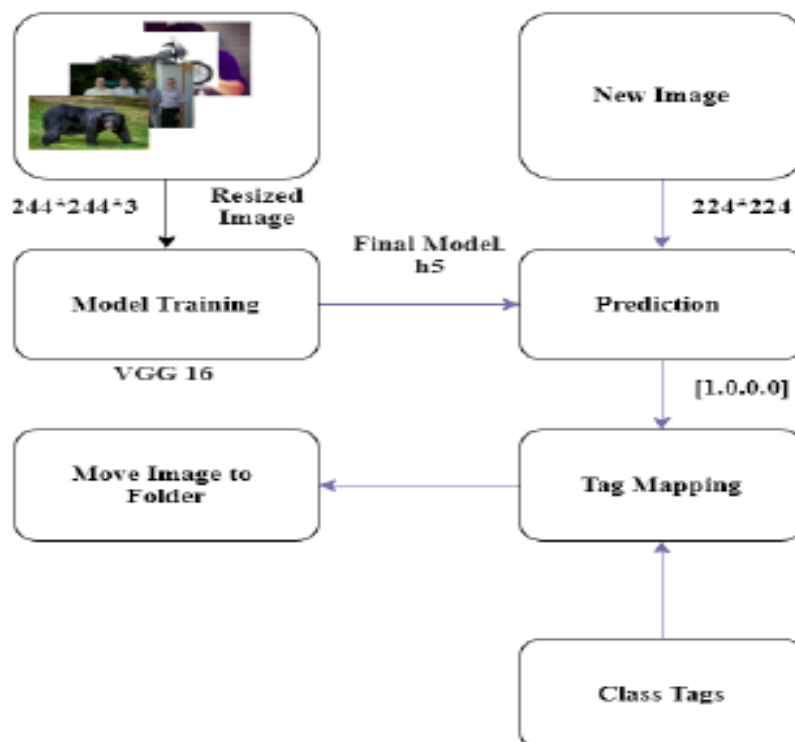 New Image
244*244*3
Resized
Image
224*224
Final Model.
h5
Model Training
Prediction
VGG 16
[1.0.0.0]
Move Image to
Folder
Tag Mapping
Class Tags